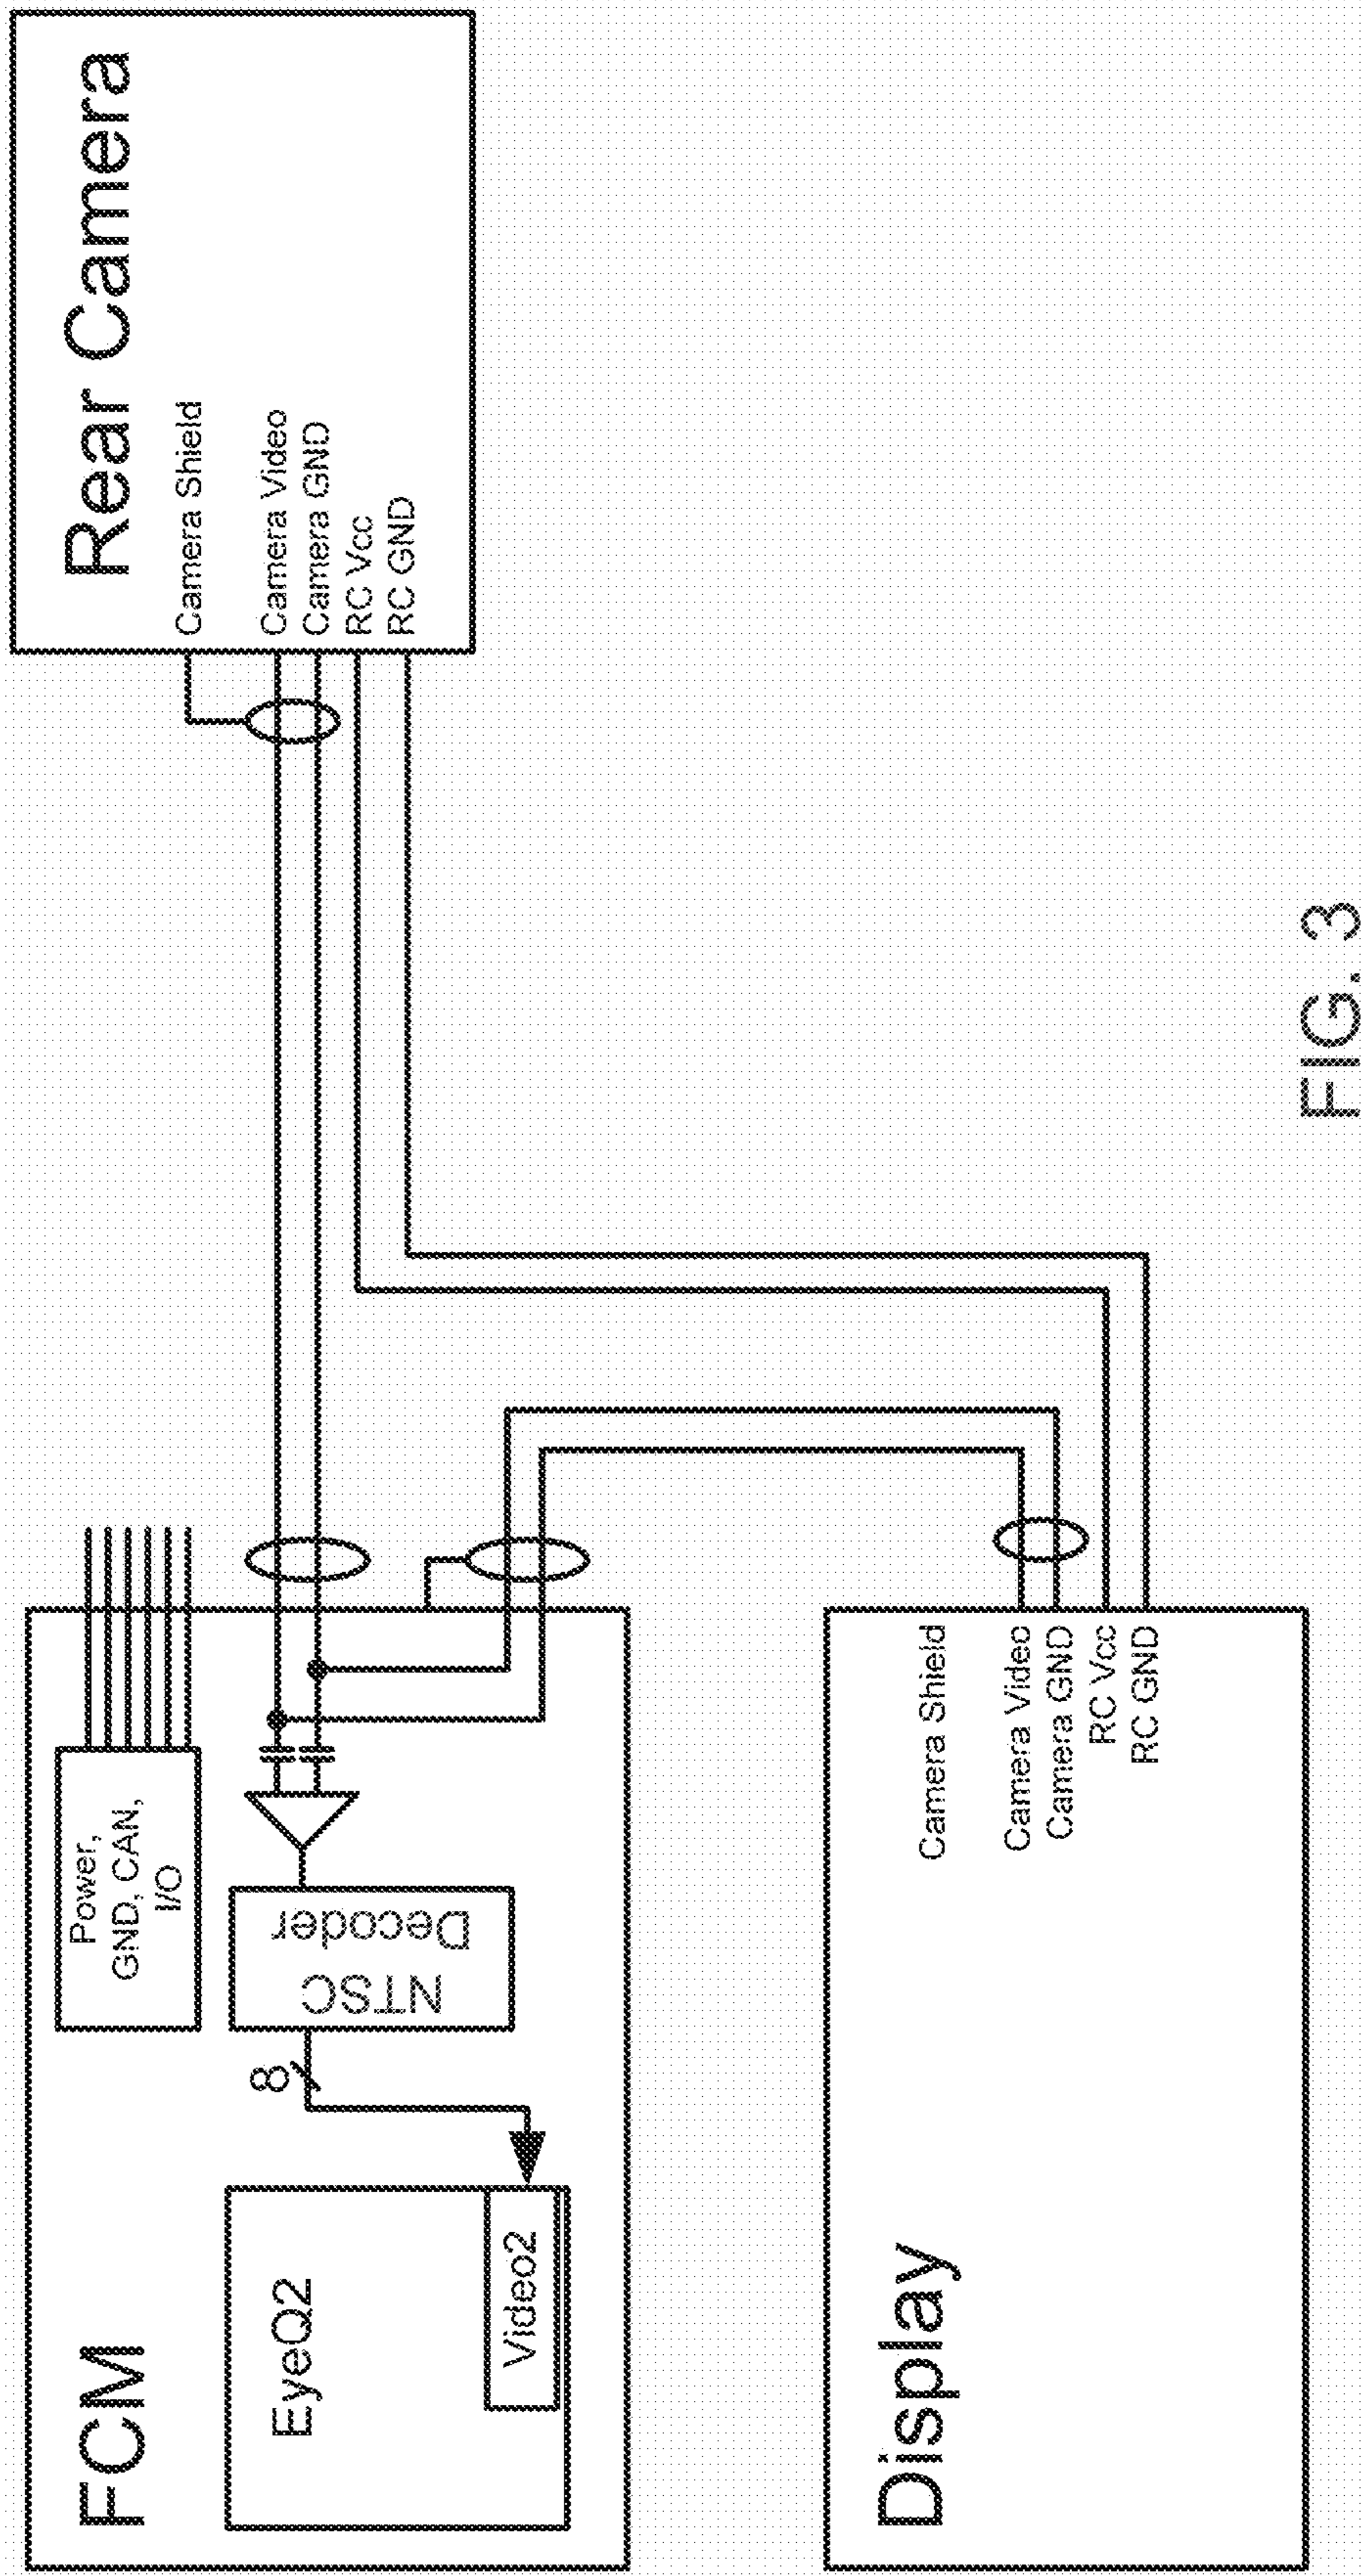 FCM
Power,
GND, CAN,
I/O
EyeQ2
Video2
8
NTSC
Decoder
Rear Camera
Camera Shield
Camera Video
Camera GND
RC Vcc
RC GND
Display
Camera Shield
Camera Video
Camera GND
RC Vcc
RC GND
FIG. 3